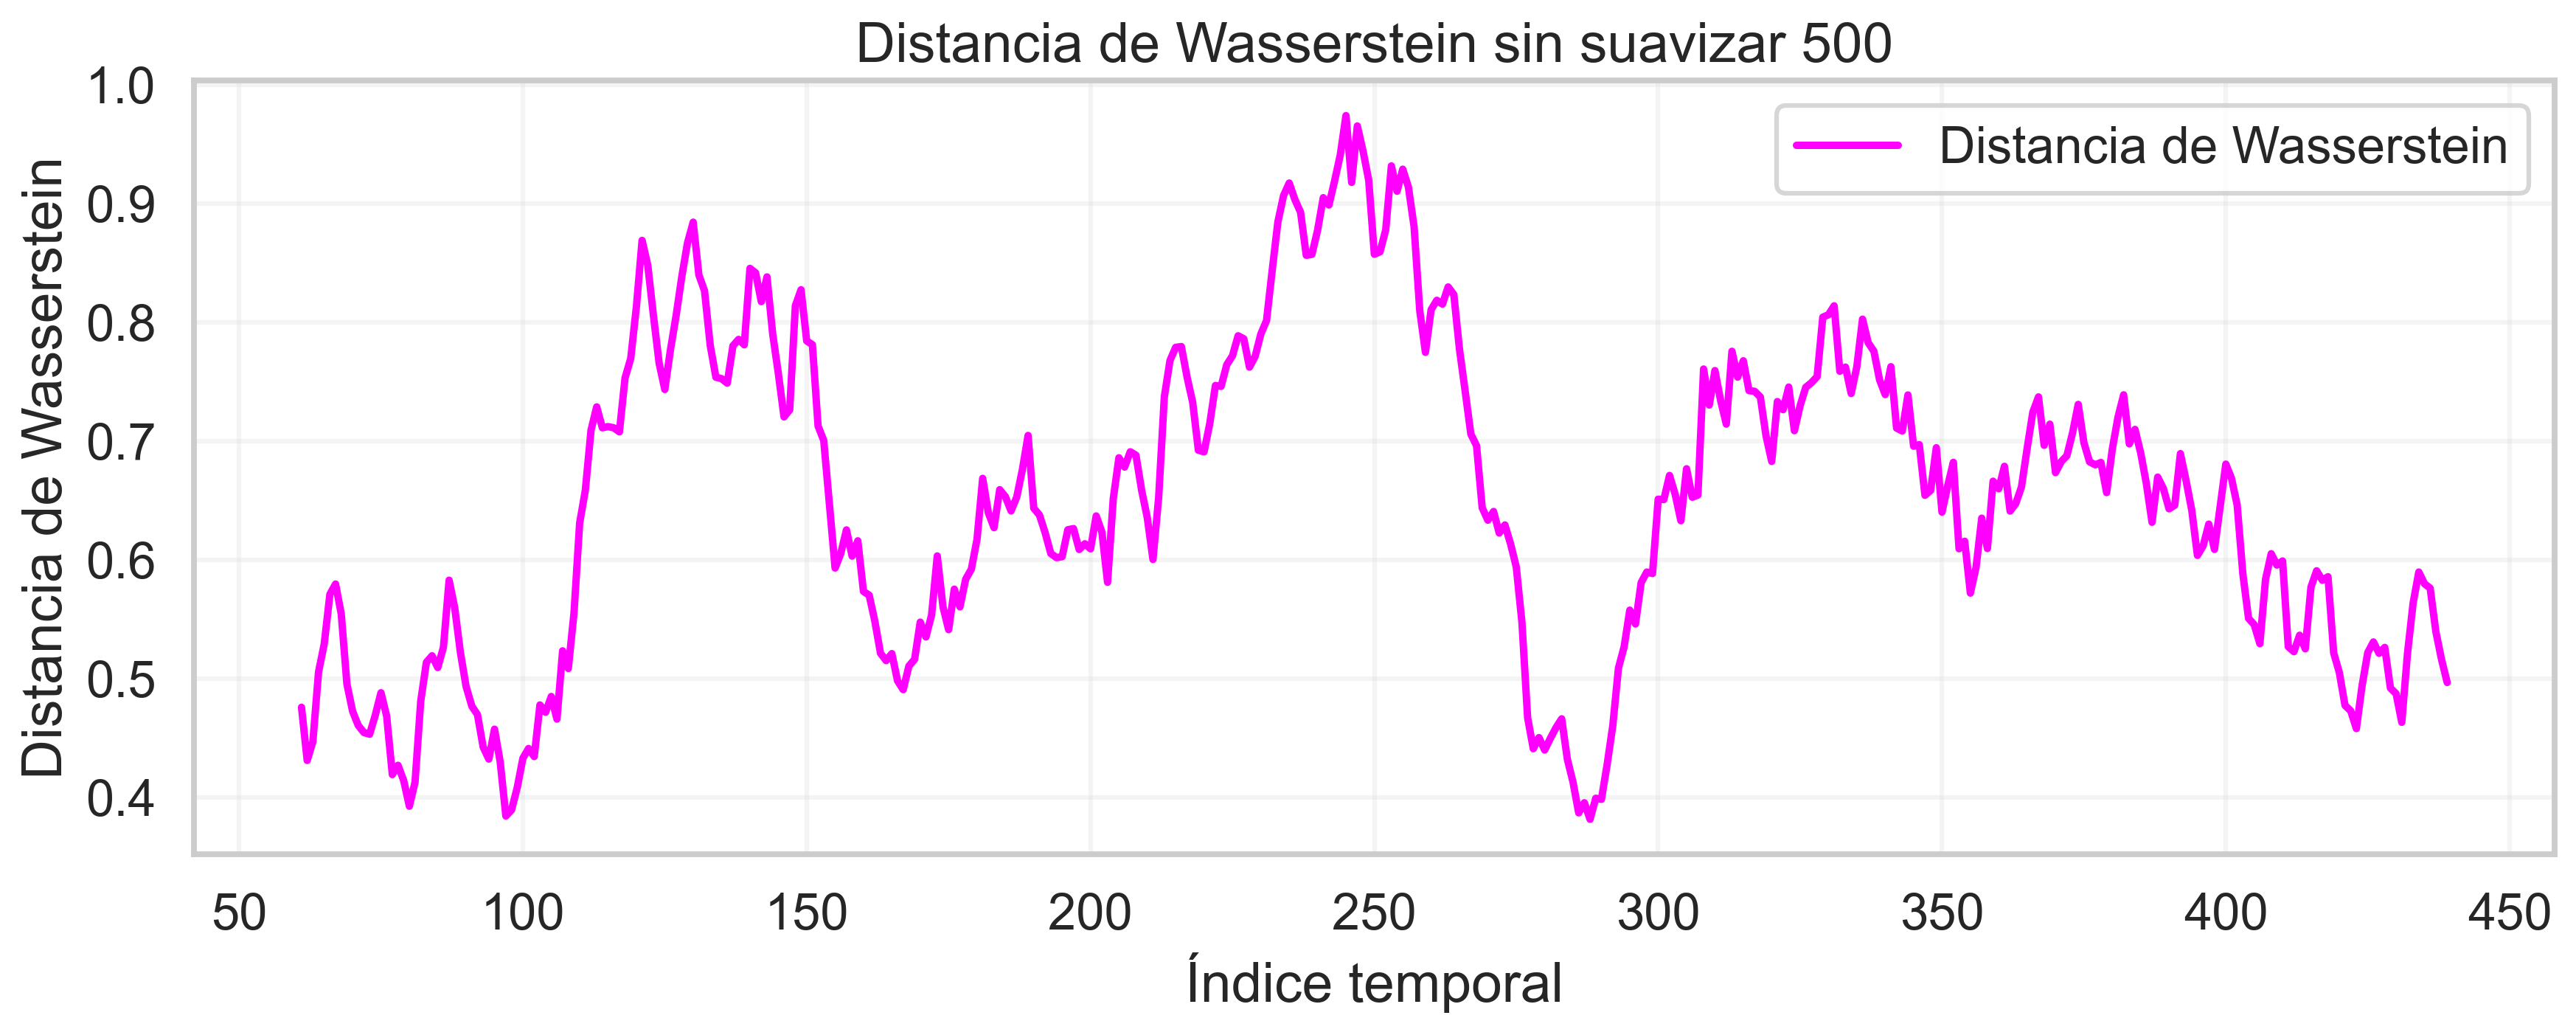 Distancia de Wasserstein sin suavizar 500
Distancia de Wasserstein
1.0
0.9
0.8
0.7
0.6
0.5
0.4
Distancia de Wasserstein
50 100 150 200 250 300 350 400 450
Índice temporal